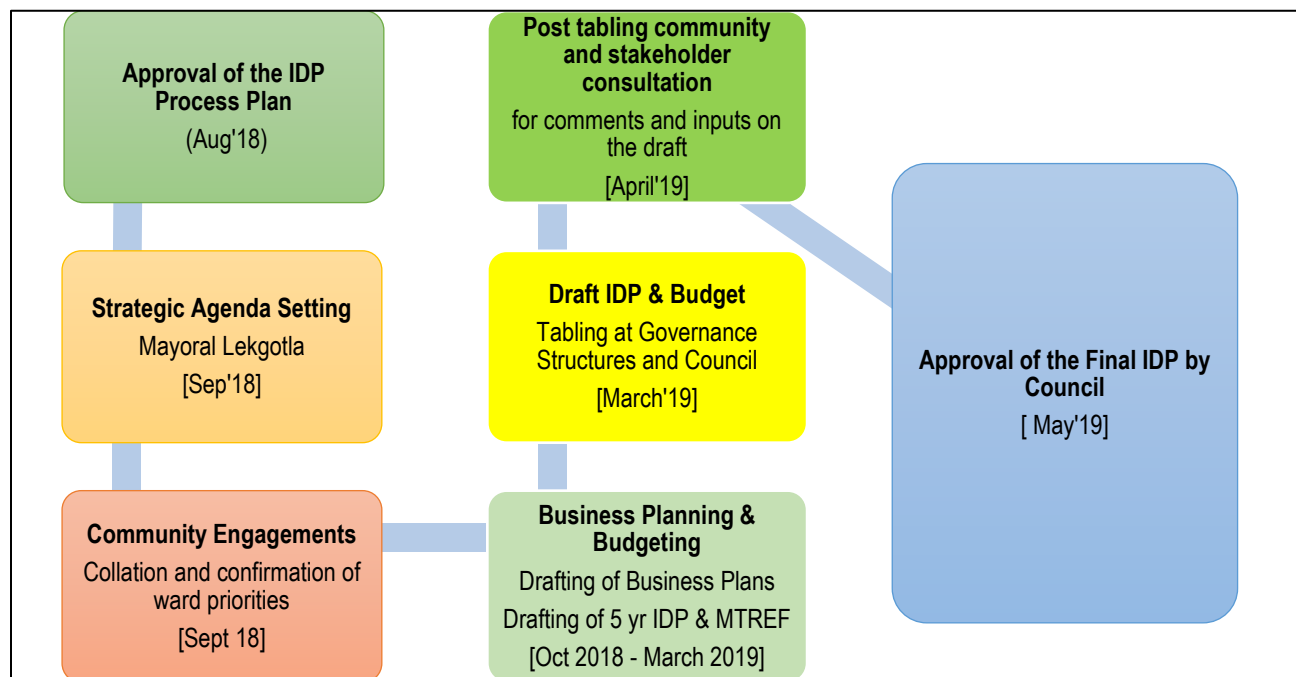 Approval of the IDP
Process Plan
(Aug'18)
Strategic Agenda Setting
Mayoral Lekgotla
[Sep'18]
Community Engagements
Collation and confirmation of
ward priorities
[Sept 18]
Business Planning &
Budgeting
Drafting of Business Plans
Drafting of 5 yr IDP & MTREF
[Oct 2018 - March 2019]
Draft IDP & Budget
Tabling at Governance
Structures and Council
[March'19]
Post tabling community
and stakeholder
consultation
for comments and inputs on
the draft
[April'19]
Approval of the Final IDP by
Council
[ May'19]